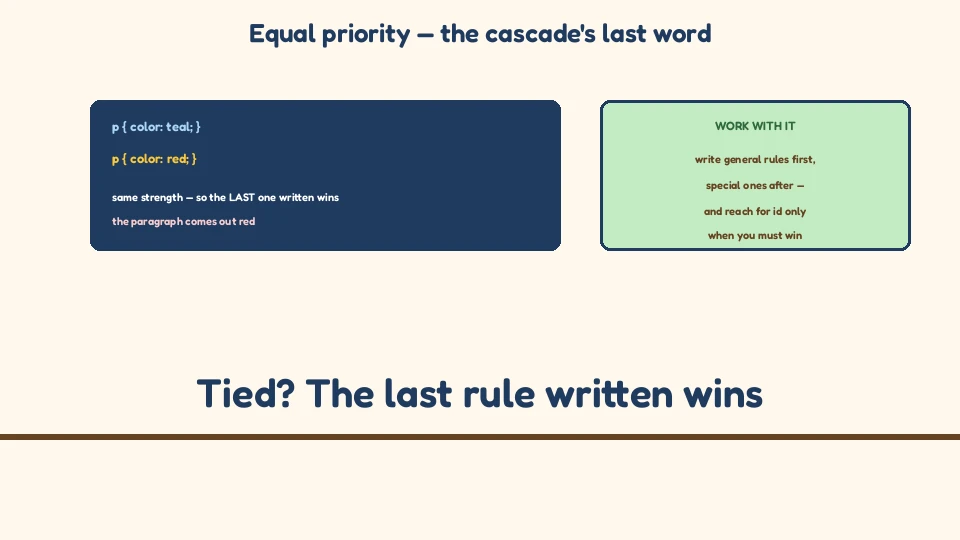 Equal priority — the cascade's last word
p { color: teal; }
p { color: red; }
same strength — so the LAST one written wins
the paragraph comes out red
WORK WITH IT
write general rules first,
special ones after —
and reach for id only
when you must win
Tied? The last rule written wins